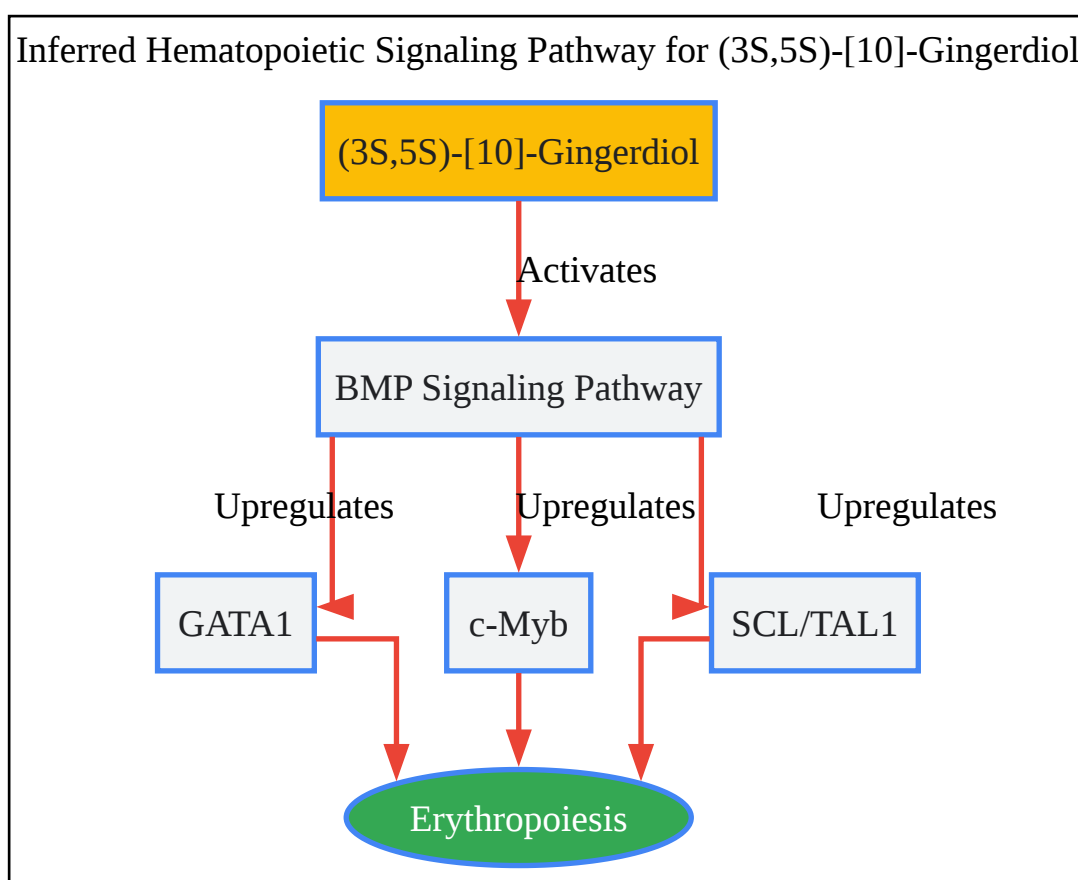 Inferred Hematopoietic Signaling Pathway for (3S,5S)-[10]-Gingerdiol
(3S,5S)-[10]-Gingerdiol
Activates
BMP Signaling Pathway
Upregulates
Upregulates
Upregulates
GATA1
c-Myb
SCL/TAL1
Erythropoiesis